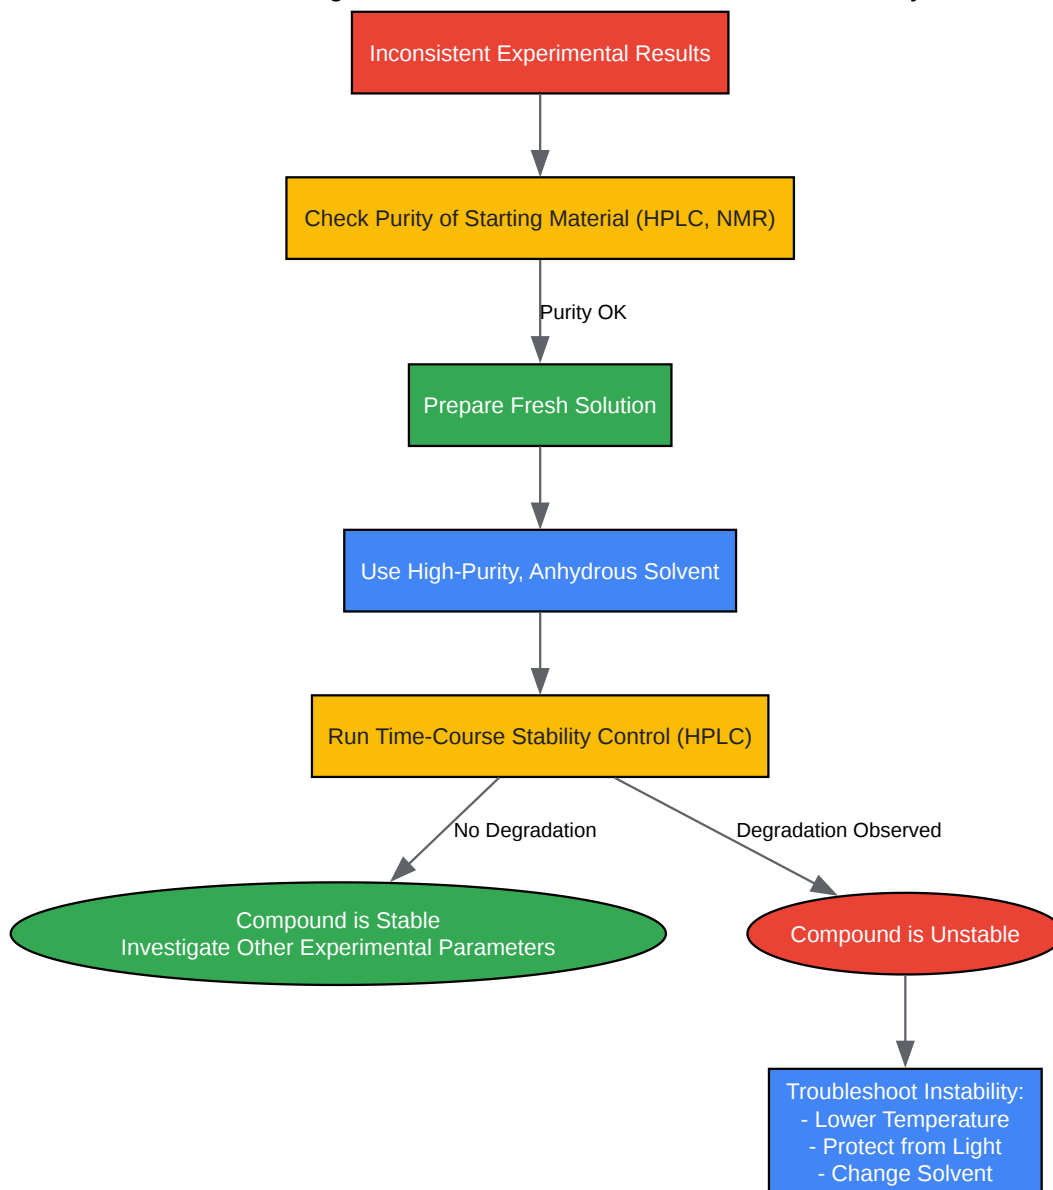 Inconsistent Experimental Results
Check Purity of Starting Material (HPLC, NMR)
Purity OK
Prepare Fresh Solution
Use High-Purity, Anhydrous Solvent
Run Time-Course Stability Control (HPLC)
No Degradation
Degradation Observed
Compound is Stable
Investigate Other Experimental Parameters
Compound is Unstable
Troubleshoot Instability:
- Lower Temperature
- Protect from Light
- Change Solvent